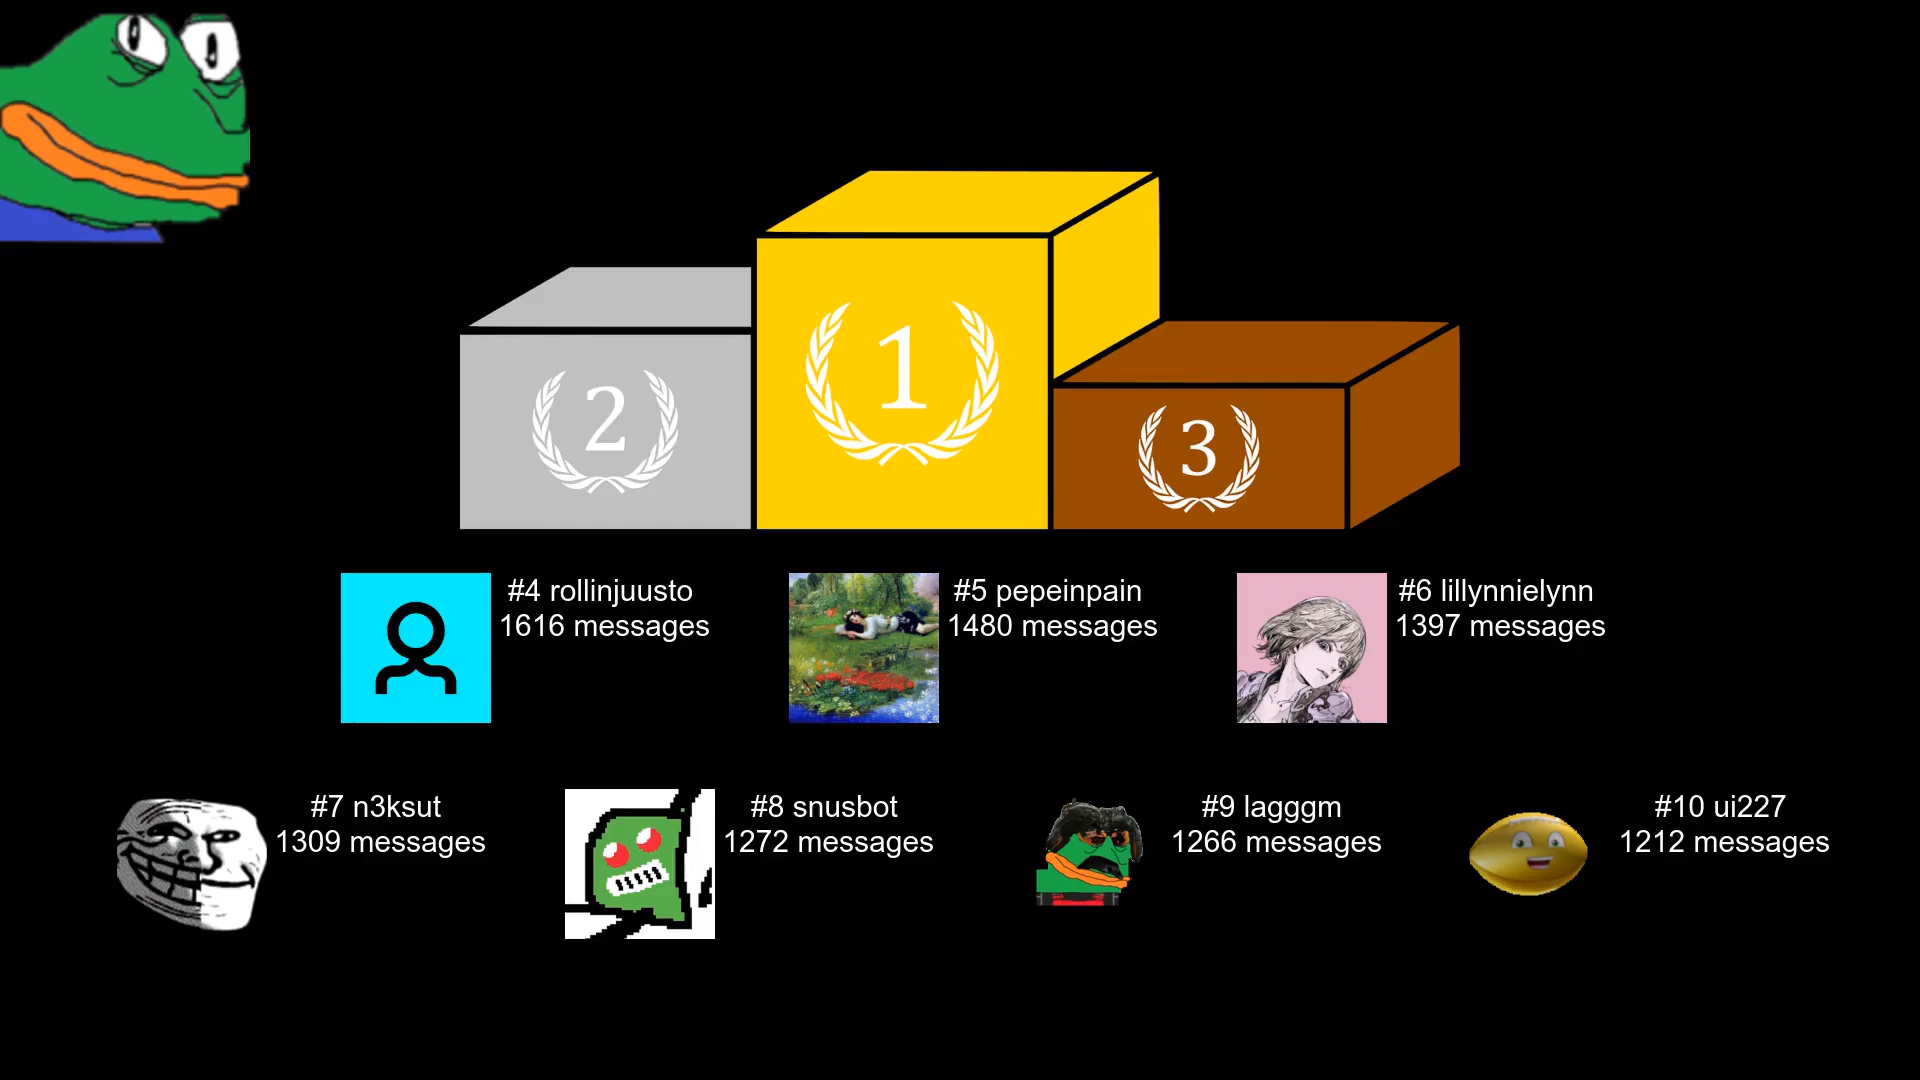 1
2
3
#4 rollinjuusto
1616 messages
#5 pepeinpain
1480 messages
#6 lillynnielynn
1397 messages
#7 n3ksut
1309 messages
#8 snusbot
1272 messages
#9 lagggm
1266 messages
#10 ui227
1212 messages